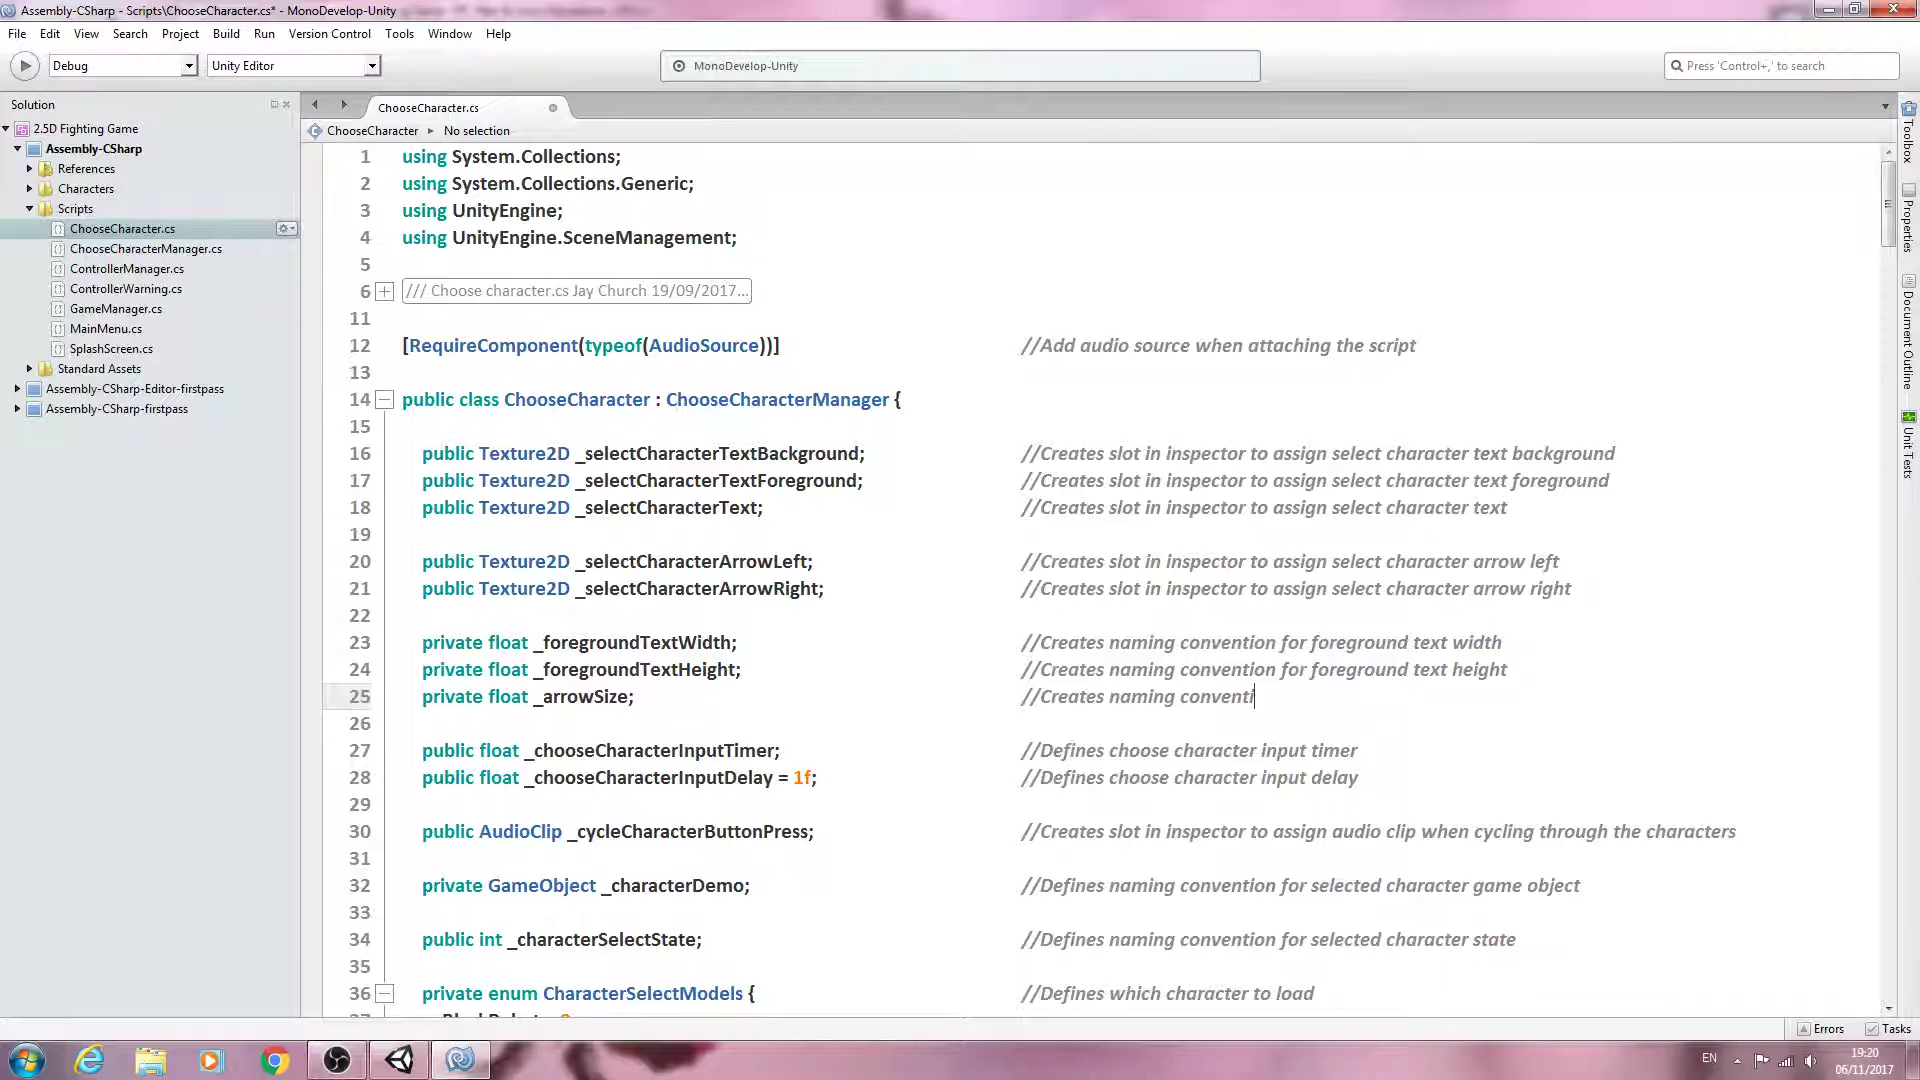 Assembly-CSharp - Scripts\ChooseCharacter.cs* - MonoDevelop-Unity
File Edit View Search Project Build Run Version Control Tools Window Help
Debug Unity Editor MonoDevelop-Unity Press 'Control+,' to search
Solution
2.5D Fighting Game
Assembly-CSharp
References
Characters
Scripts
ChooseCharacter.cs
ChooseCharacterManager.cs
ControllerManager.cs
ControllerWarning.cs
GameManager.cs
MainMenu.cs
SplashScreen.cs
Standard Assets
Assembly-CSharp-Editor-firstpass
Assembly-CSharp-firstpass
ChooseCharacter.cs
ChooseCharacter No selection
1 using System.Collections;
2 using System.Collections.Generic;
3 using UnityEngine;
4 using UnityEngine.SceneManagement;
5
6 /// Choose character.cs Jay Church 19/09/2017...
11
12 [RequireComponent(typeof(AudioSource))] //Add audio source when attaching the script
13
14 public class ChooseCharacter : ChooseCharacterManager {
15
16 public Texture2D _selectCharacterTextBackground; //Creates slot in inspector to assign select character text background
17 public Texture2D _selectCharacterTextForeground; //Creates slot in inspector to assign select character text foreground
18 public Texture2D _selectCharacterText; //Creates slot in inspector to assign select character text
19
20 public Texture2D _selectCharacterArrowLeft; //Creates slot in inspector to assign select character arrow left
21 public Texture2D _selectCharacterArrowRight; //Creates slot in inspector to assign select character arrow right
22
23 private float _foregroundTextWidth; //Creates naming convention for foreground text width
24 private float _foregroundTextHeight; //Creates naming convention for foreground text height
25 private float _arrowSize; //Creates naming conventi
26
27 public float _chooseCharacterInputTimer; //Defines choose character input timer
28 public float _chooseCharacterInputDelay = 1f; //Defines choose character input delay
29
30 public AudioClip _cycleCharacterButtonPress; //Creates slot in inspector to assign audio clip when cycling through the characters
31
32 private GameObject _characterDemo; //Defines naming convention for selected character game object
33
34 public int _characterSelectState; //Defines naming convention for selected character state
35
36 private enum CharacterSelectModels { //Defines which character to load
Toolbox
Properties
Document Outline
Unit Tests
Errors Tasks
EN
19:20
06/11/2017